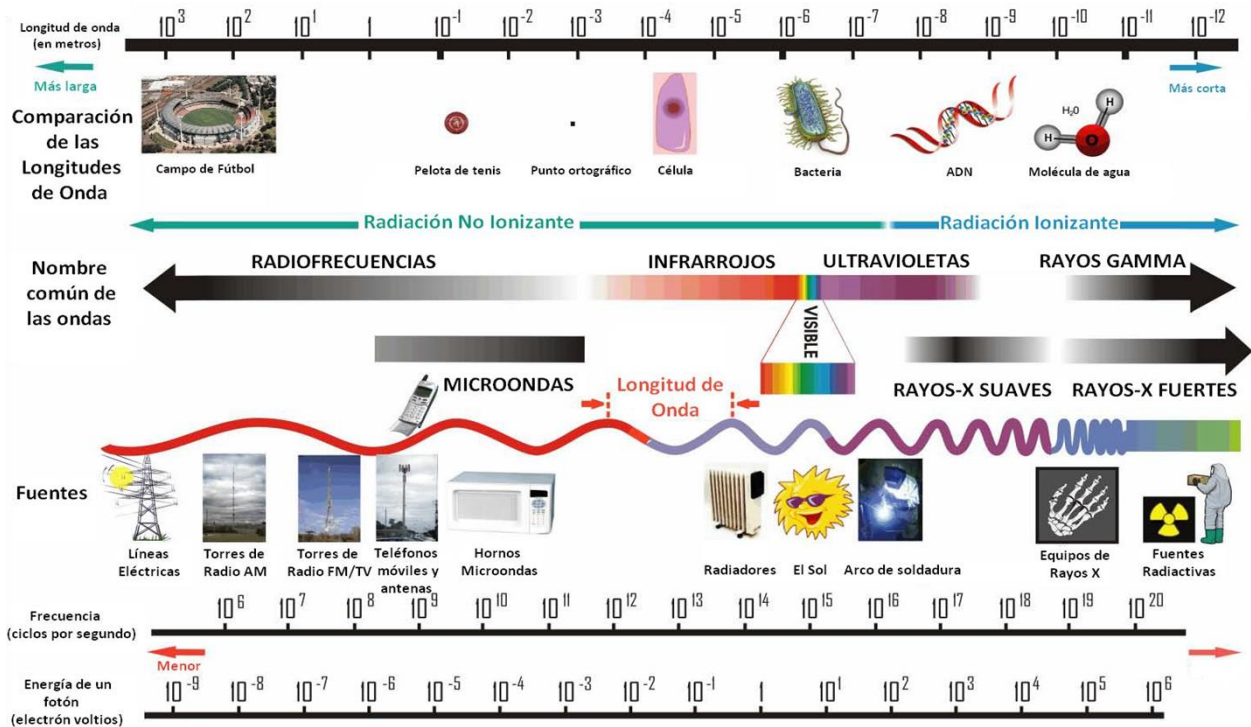 Longitud de onda
(en metros)
10³ 10² 10¹ 1 10⁻¹ 10⁻² 10⁻³ 10⁻⁴ 10⁻⁵ 10⁻⁶ 10⁻⁷ 10⁻⁸ 10⁻⁹ 10⁻¹⁰ 10⁻¹¹ 10⁻¹²
Más larga
Más corta
Comparación
de las
Longitudes
de Onda
H₂0
H
H
O
Campo de Fútbol
Pelota de tenis
Punto ortográfico
Célula
Bacteria
ADN
Molécula de agua
Radiación No Ionizante
Radiación Ionizante
Nombre
común de
las ondas
RADIOFRECUENCIAS
INFRARROJOS
ULTRAVIOLETAS
RAYOS GAMMA
VISIBLE
MICROONDAS
Longitud de
Onda
RAYOS-X SUAVES
RAYOS-X FUERTES
Fuentes
Líneas
Eléctricas
Torres de
Radio AM
Torres de
Radio FM/TV
Teléfonos
móviles y
antenas
Hornos
Microondas
Radiadores
El Sol
Arco de soldadura
Equipos de
Rayos X
Fuentes
Radiactivas
Frecuencia
(ciclos por segundo)
10⁶ 10⁷ 10⁸ 10⁹ 10¹⁰ 10¹¹ 10¹² 10¹³ 10¹⁴ 10¹⁵ 10¹⁶ 10¹⁷ 10¹⁸ 10¹⁹ 10²⁰
Menor
Energía de un
fotón
(electrón voltios)
10⁻⁹ 10⁻⁸ 10⁻⁷ 10⁻⁶ 10⁻⁵ 10⁻⁴ 10⁻³ 10⁻² 10⁻¹ 1 10¹ 10² 10³ 10⁴ 10⁵ 10⁶